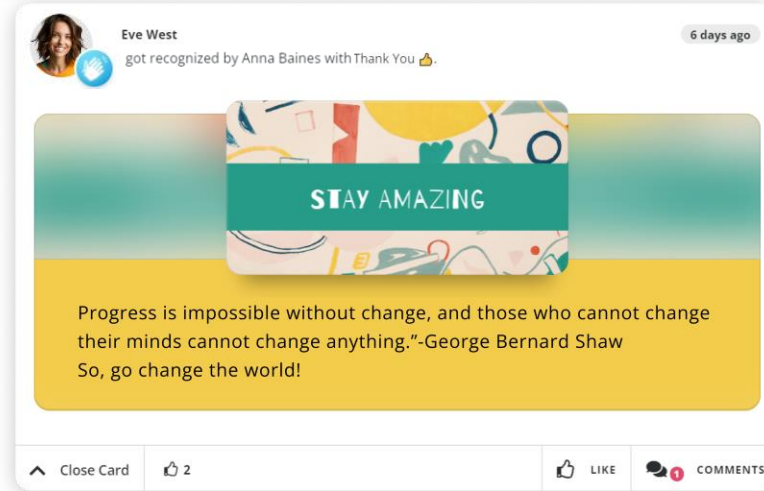 Eve West
6 days ago
got recognized by Anna Baines with Thank You 👍.
STAY AMAZING
Progress is impossible without change, and those who cannot change
their minds cannot change anything.”-George Bernard Shaw
So, go change the world!
Close Card
2
LIKE
1
COMMENTS